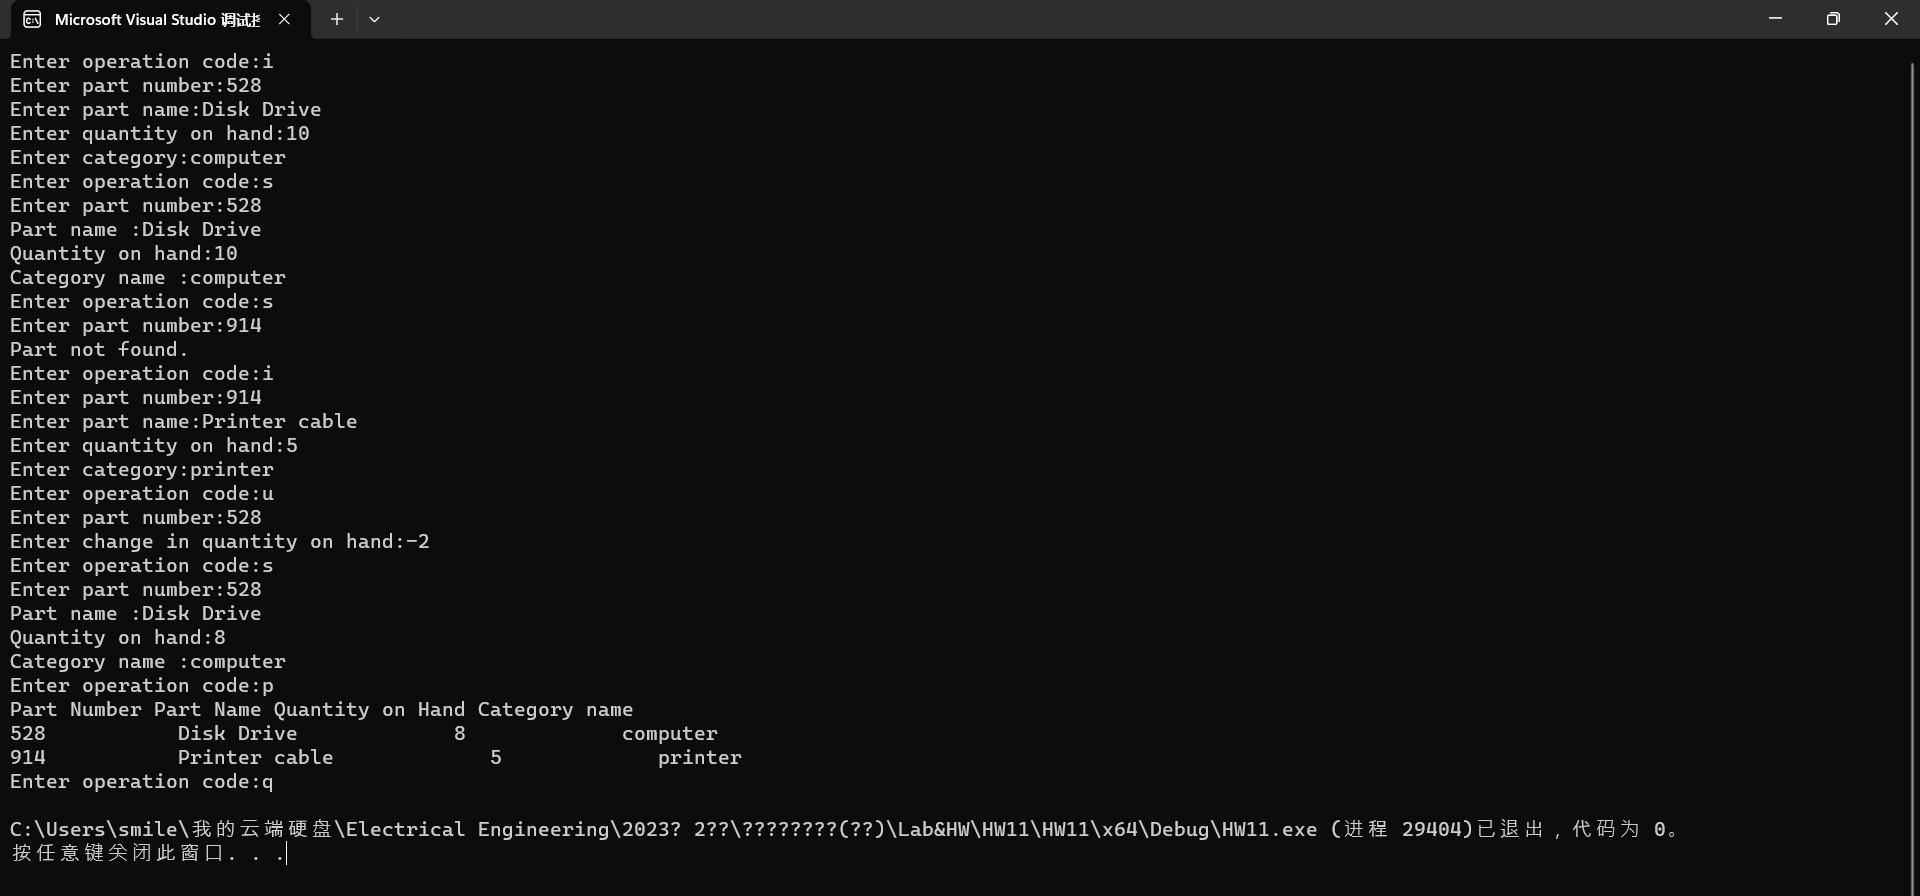 Microsoft Visual Studio 调试
Enter operation code:i
Enter part number:528
Enter part name:Disk Drive
Enter quantity on hand:10
Enter category:computer
Enter operation code:s
Enter part number:528
Part name :Disk Drive
Quantity on hand:10
Category name :computer
Enter operation code:s
Enter part number:914
Part not found.
Enter operation code:i
Enter part number:914
Enter part name:Printer cable
Enter quantity on hand:5
Enter category:printer
Enter operation code:u
Enter part number:528
Enter change in quantity on hand:-2
Enter operation code:s
Enter part number:528
Part name :Disk Drive
Quantity on hand:8
Category name :computer
Enter operation code:p
Part Number Part Name Quantity on Hand Category name
528           Disk Drive             8             computer
914           Printer cable             5             printer
Enter operation code:q
C:\Users\smile\我的云端硬盘\Electrical Engineering\2023? 2??\????????(??)\Lab&HW\HW11\HW11\x64\Debug\HW11.exe (进程 29404)已退出，代码为 0。
按任意键关闭此窗口. . .